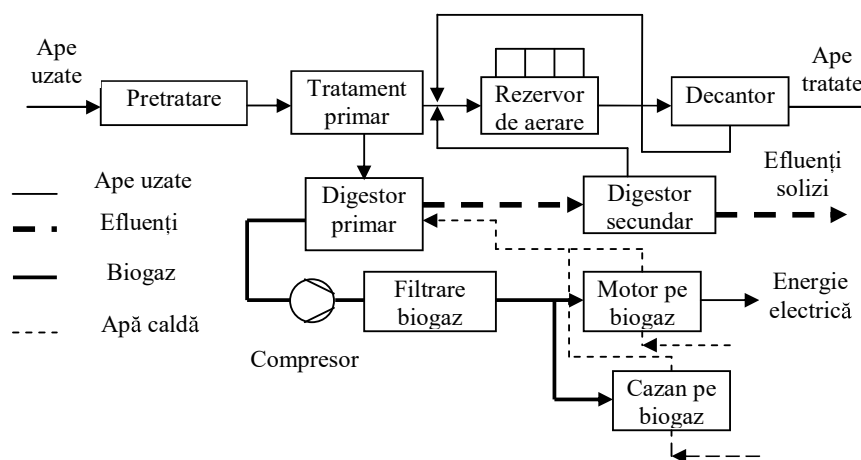 Ape
uzate
Pretratare
Tratament
primar
Rezervor
de aerare
Decantor
Ape
tratate
Ape uzate
Efluenți
Biogaz
Apă caldă
Digestor
primar
Digestor
secundar
Efluenți
solizi
Compresor
Filtrare
biogaz
Motor pe
biogaz
Energie
electrică
Cazan pe
biogaz